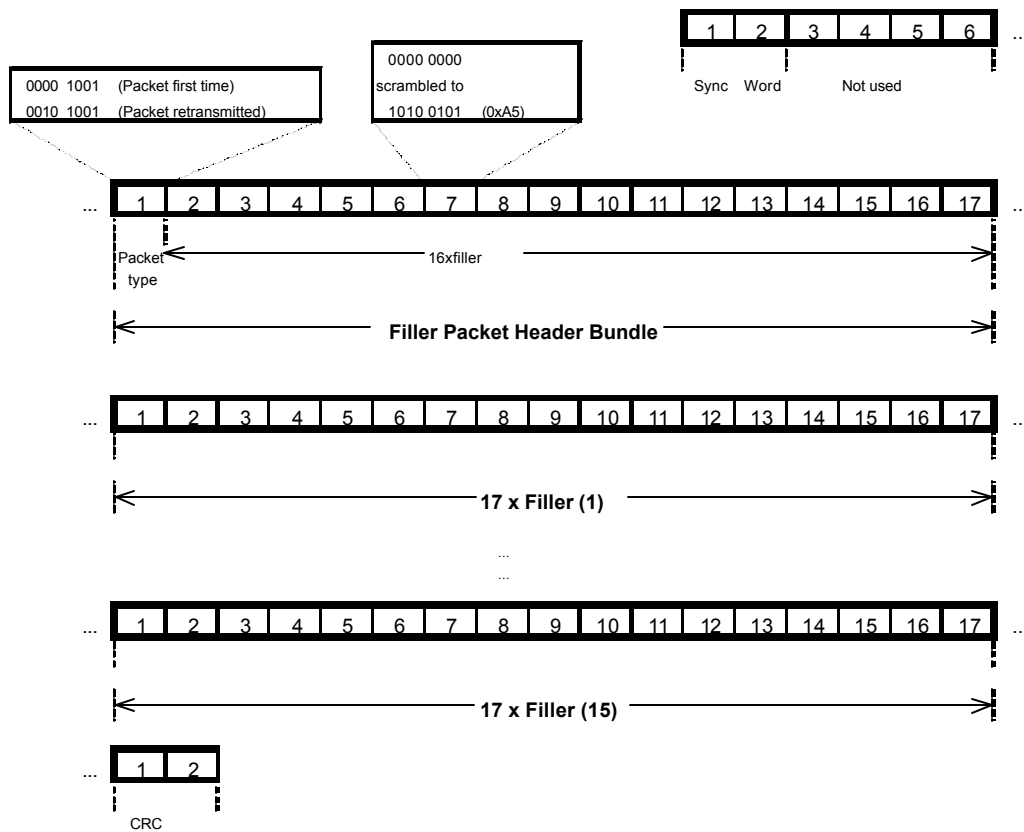 1 2 3 4 5 6 ..
Sync Word Not used
0000 0000
scrambled to
1010 0101 (0xA5)
0000 1001 (Packet first time)
0010 1001 (Packet retransmitted)
... 1 2 3 4 5 6 7 8 9 10 11 12 13 14 15 16 17 ..
Packet
type
16xfiller
Filler Packet Header Bundle
... 1 2 3 4 5 6 7 8 9 10 11 12 13 14 15 16 17 ..
17 x Filler (1)
...
...
... 1 2 3 4 5 6 7 8 9 10 11 12 13 14 15 16 17 ..
17 x Filler (15)
... 1 2
CRC